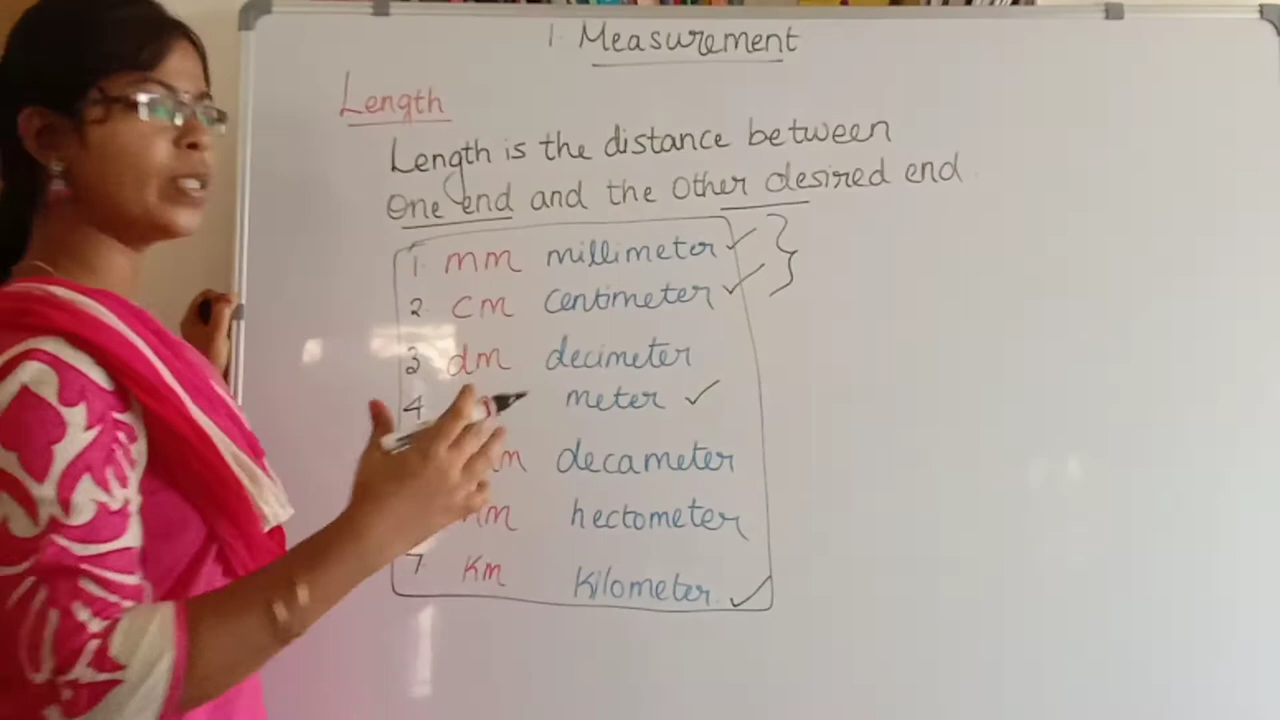 1. Measurement
Length
Length is the distance between
One end and the Other desired end
1. mm millimeter
2. cm centimeter
3 dm decimeter
4 meter
decameter
hm hectometer
7 Km Kilometer